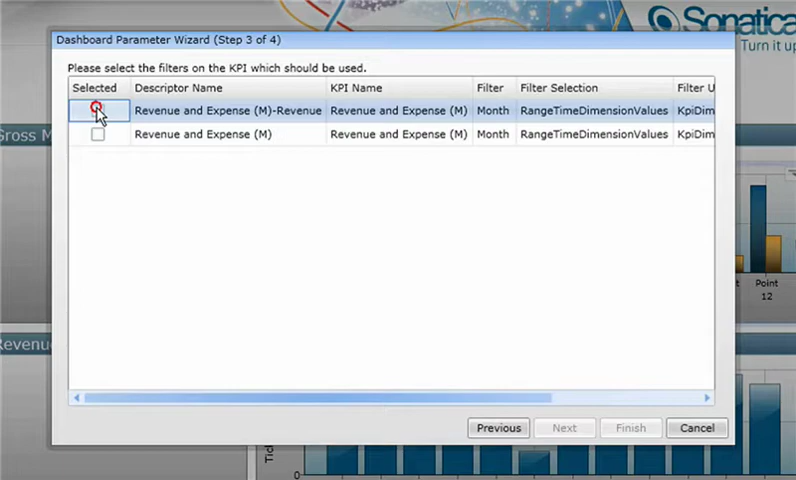 Sonatica
Turn it up
Dashboard Parameter Wizard (Step 3 of 4)
Please select the filters on the KPI which should be used.
Selected Descriptor Name KPI Name Filter Filter Selection Filter U
Revenue and Expense (M)-Revenue Revenue and Expense (M) Month RangeTimeDimensionValues KpiDim
Revenue and Expense (M) Revenue and Expense (M) Month RangeTimeDimensionValues KpiDim
Gross M
Point
12
Revenu
Previous Next Finish Cancel
0